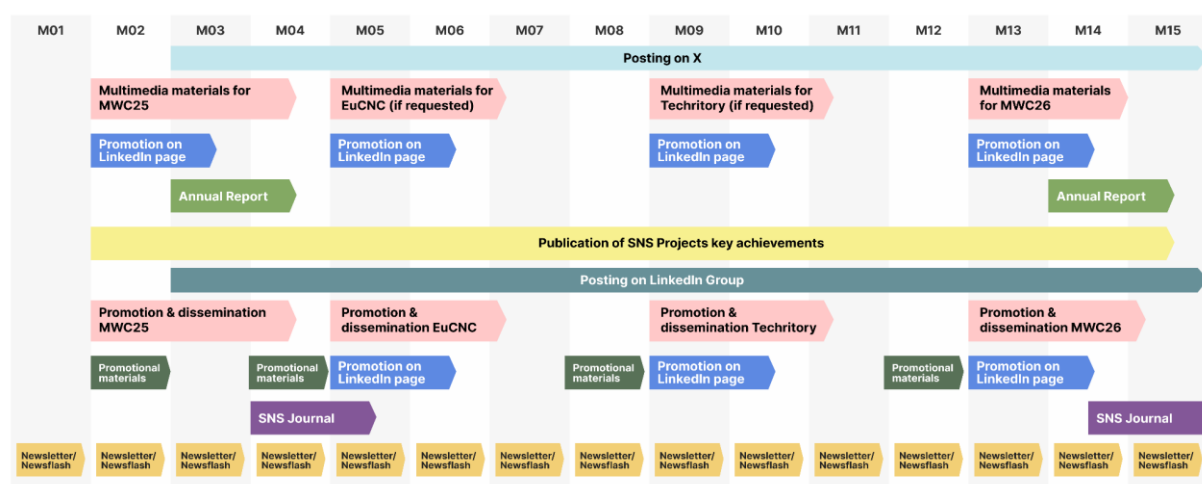 M01 M02 M03 M04 M05 M06 M07 M08 M09 M10 M11 M12 M13 M14 M15
Posting on X
Multimedia materials for
MWC25
Multimedia materials for
EuCNC (if requested)
Multimedia materials for
Techritory (if requested)
Multimedia materials
for MWC26
Promotion on
LinkedIn page
Promotion on
LinkedIn page
Promotion on
LinkedIn page
Promotion on
LinkedIn page
Annual Report
Annual Report
Publication of SNS Projects key achievements
Posting on LinkedIn Group
Promotion & dissemination
MWC25
Promotion &
dissemination EuCNC
Promotion &
dissemination Techritory
Promotion &
dissemination MWC26
Promotional
materials
Promotional
materials
Promotion on
LinkedIn page
Promotional
materials
Promotion on
LinkedIn page
Promotional
materials
Promotion on
LinkedIn page
SNS Journal
SNS Journal
Newsletter/
Newsflash
Newsletter/
Newsflash
Newsletter/
Newsflash
Newsletter/
Newsflash
Newsletter/
Newsflash
Newsletter/
Newsflash
Newsletter/
Newsflash
Newsletter/
Newsflash
Newsletter/
Newsflash
Newsletter/
Newsflash
Newsletter/
Newsflash
Newsletter/
Newsflash
Newsletter/
Newsflash
Newsletter/
Newsflash
Newsletter/
Newsflash